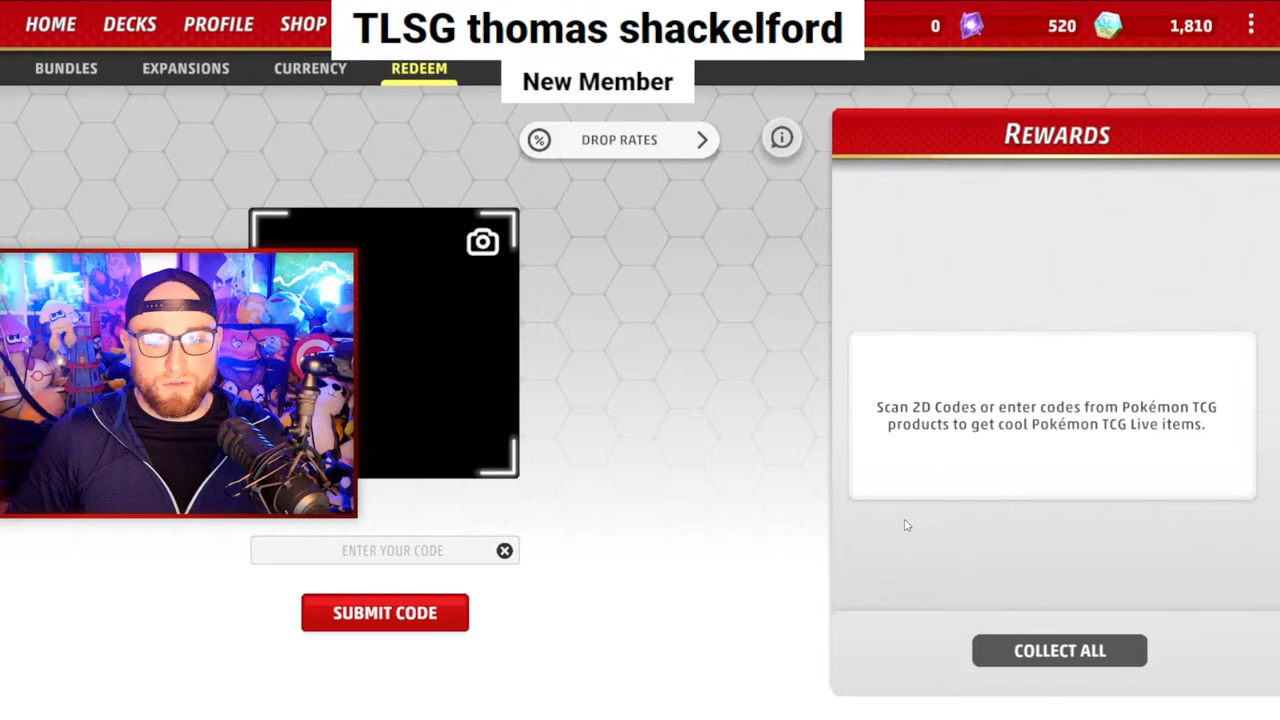 HOME DECKS PROFILE SHOP
TLSG thomas shackelford
0 520 1,810
BUNDLES EXPANSIONS CURRENCY REDEEM
New Member
DROP RATES
REWARDS
Scan 2D Codes or enter codes from Pokémon TCG
products to get cool Pokémon TCG Live items.
ENTER YOUR CODE
SUBMIT CODE
COLLECT ALL